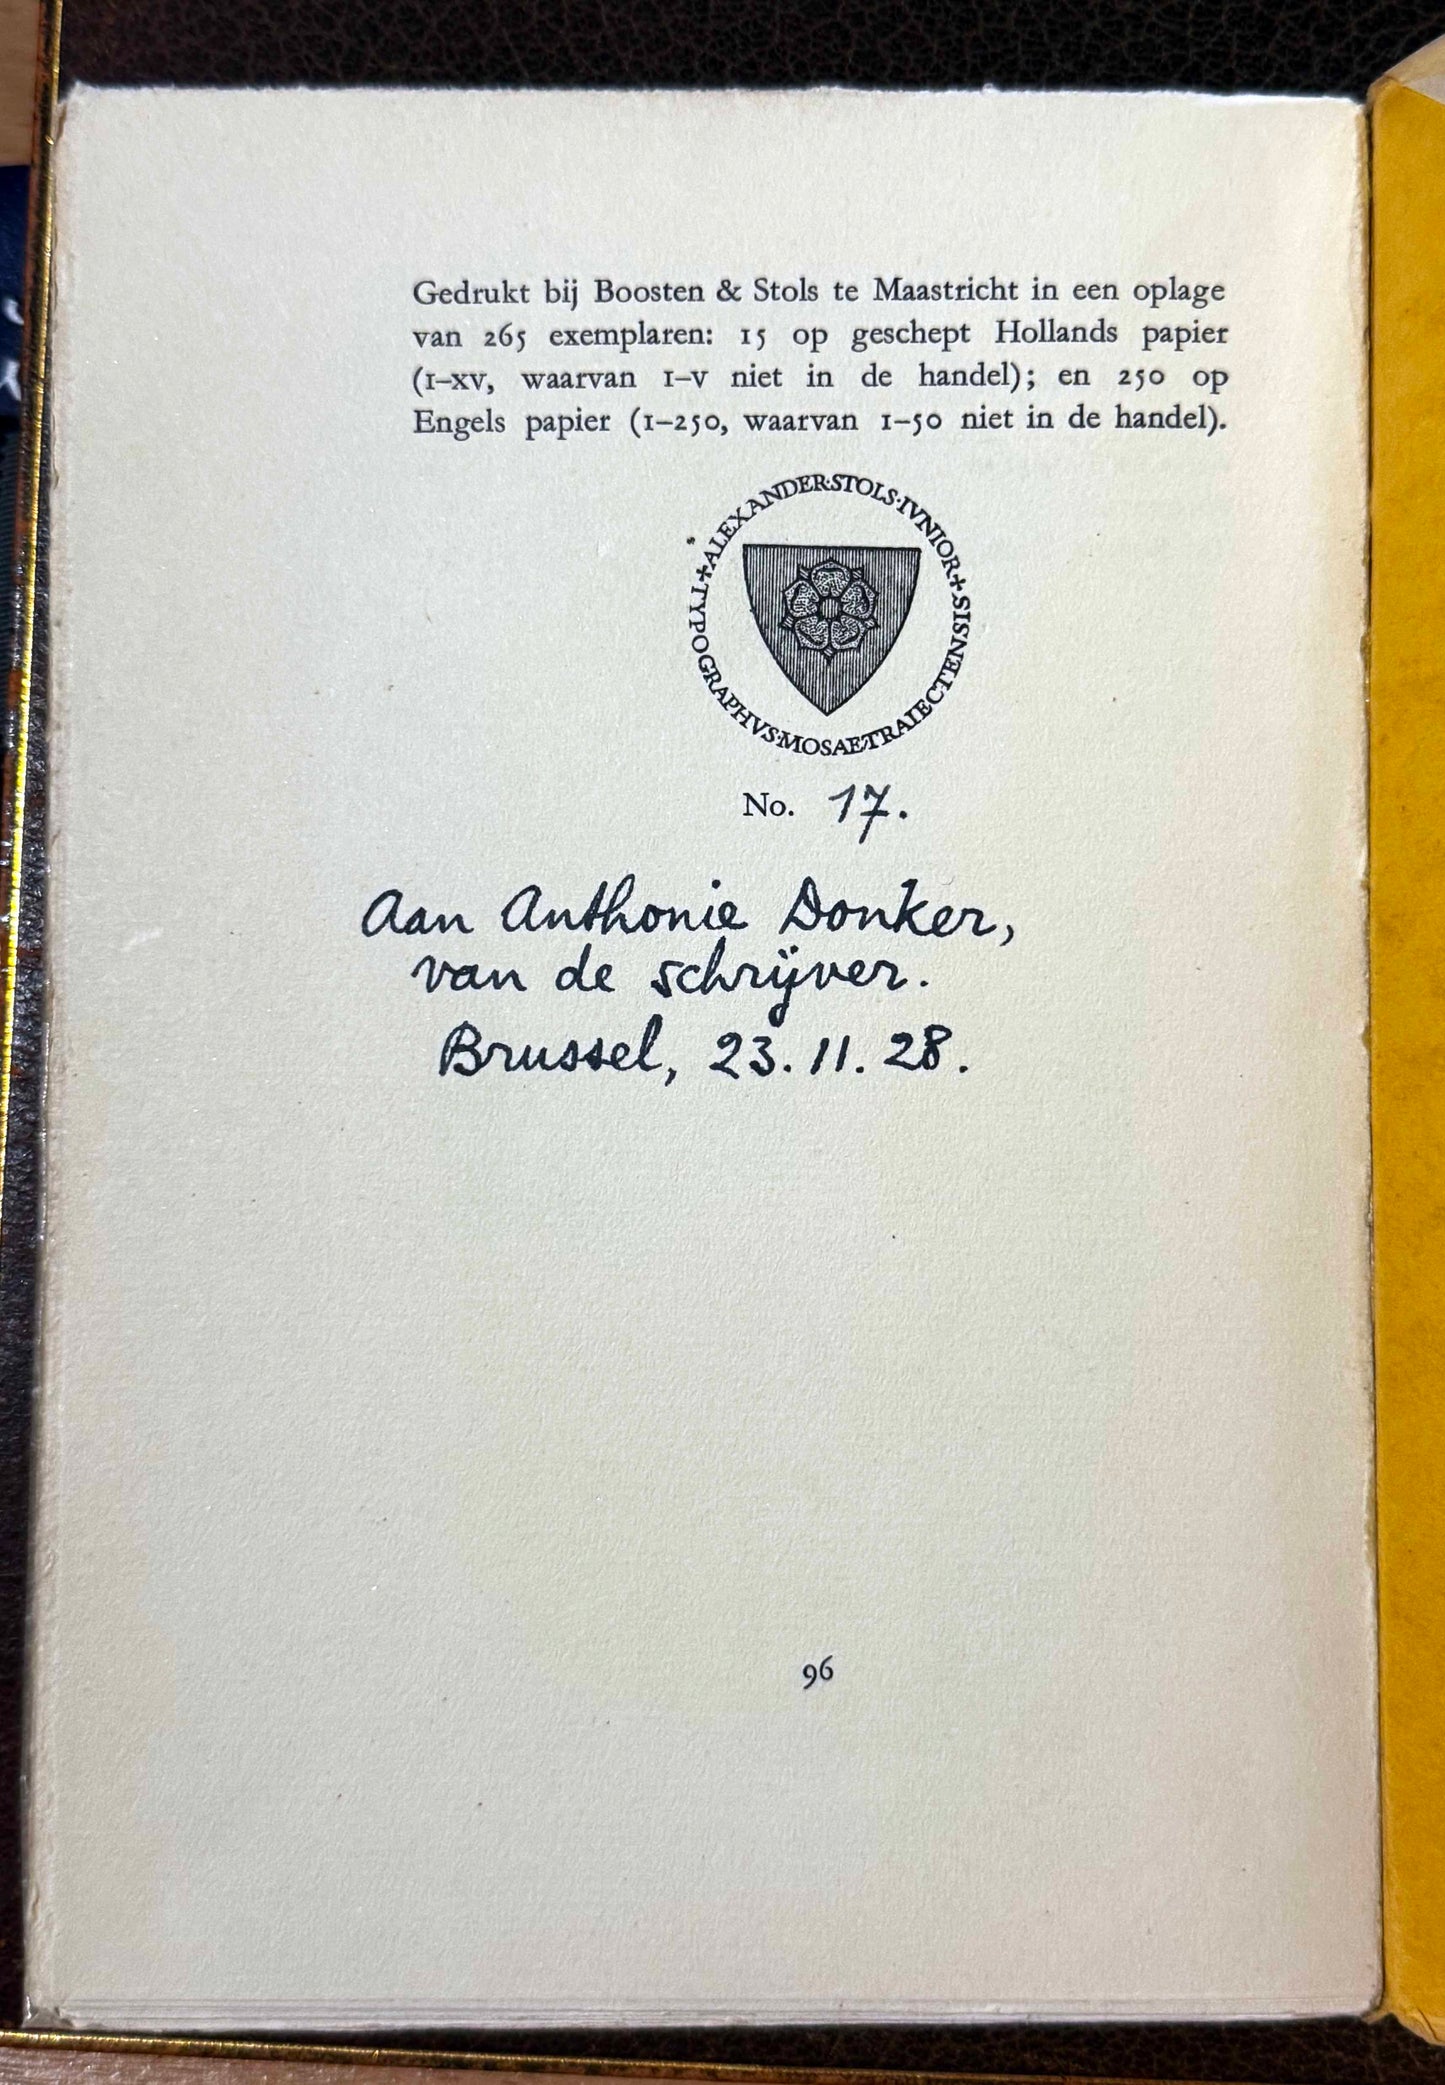 Gedrukt bij Boosten & Stols te Maastricht in een oplage
van 265 exemplaren: 15 op geschept Hollands papier
(I–XV, waarvan I–V niet in de handel); en 250 op
Engels papier (1–250, waarvan 1–50 niet in de handel).
ALEXANDER·STOLS·IVNIOR + SISNETCEIARTEASOM·SVHPARGOPYT +
No. 17.
Aan Anthonie Donker,
van de schrijver.
Brussel, 23.11.28.
96